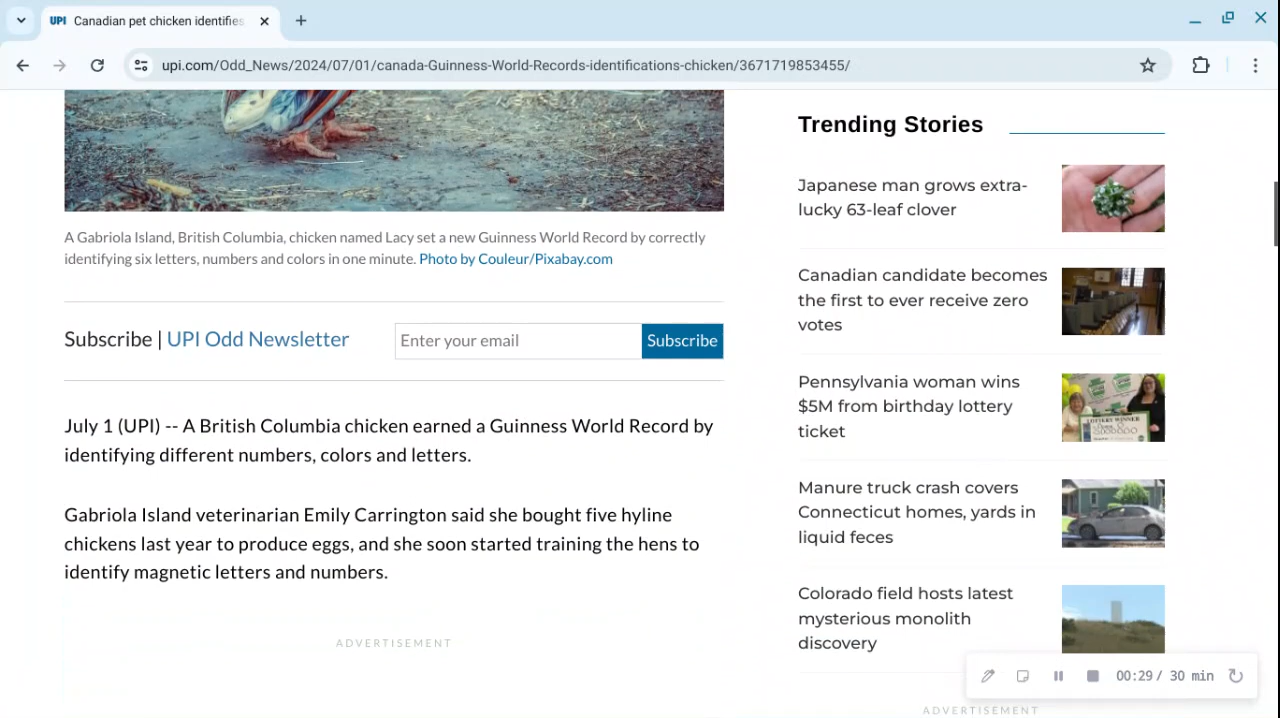 UPI Canadian pet chicken identifies
upi.com/Odd_News/2024/07/01/canada-Guinness-World-Records-identifications-chicken/3671719853455/
A Gabriola Island, British Columbia, chicken named Lacy set a new Guinness World Record by correctly
identifying six letters, numbers and colors in one minute. Photo by Couleur/Pixabay.com
Subscribe | UPI Odd Newsletter
Enter your email
Subscribe
July 1 (UPI) -- A British Columbia chicken earned a Guinness World Record by
identifying different numbers, colors and letters.
Gabriola Island veterinarian Emily Carrington said she bought five hyline
chickens last year to produce eggs, and she soon started training the hens to
identify magnetic letters and numbers.
ADVERTISEMENT
Trending Stories
Japanese man grows extra-
lucky 63-leaf clover
Canadian candidate becomes
the first to ever receive zero
votes
Pennsylvania woman wins
$5M from birthday lottery
ticket
Manure truck crash covers
Connecticut homes, yards in
liquid feces
Colorado field hosts latest
mysterious monolith
discovery
00:29 / 30 min
ADVERTISEMENT